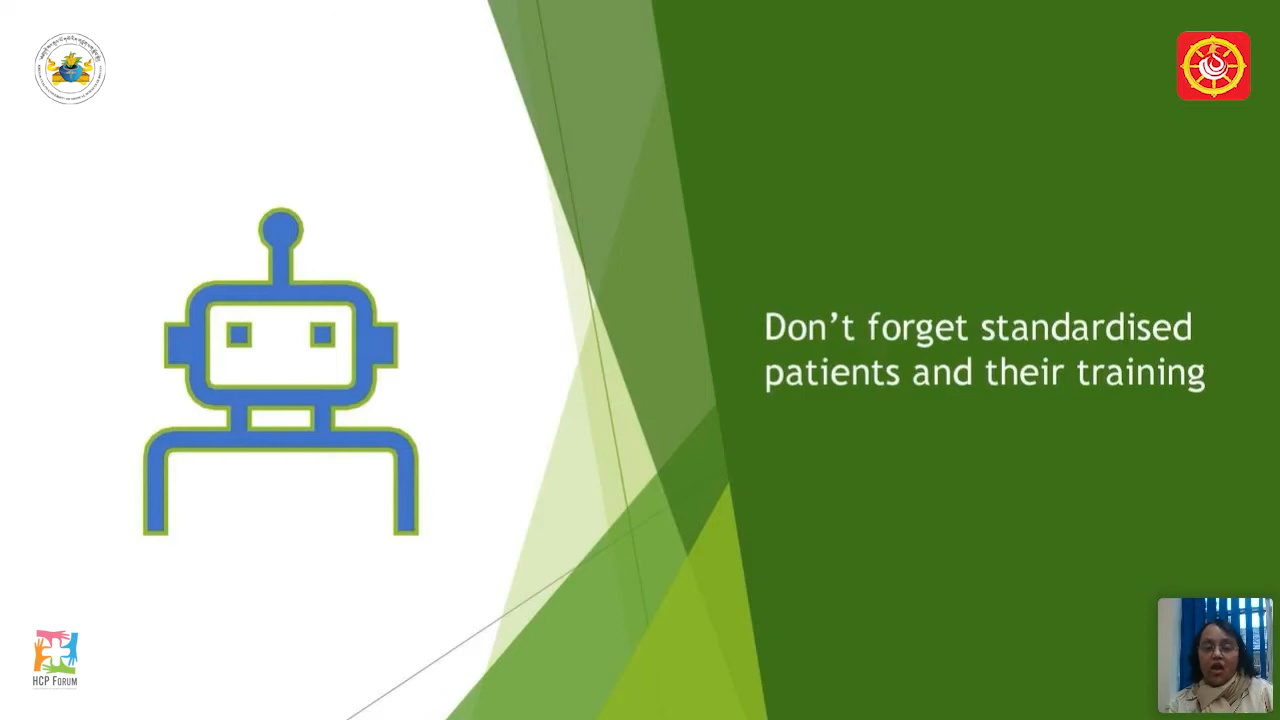 Don’t forget standardised
patients and their training
HCP FORUM